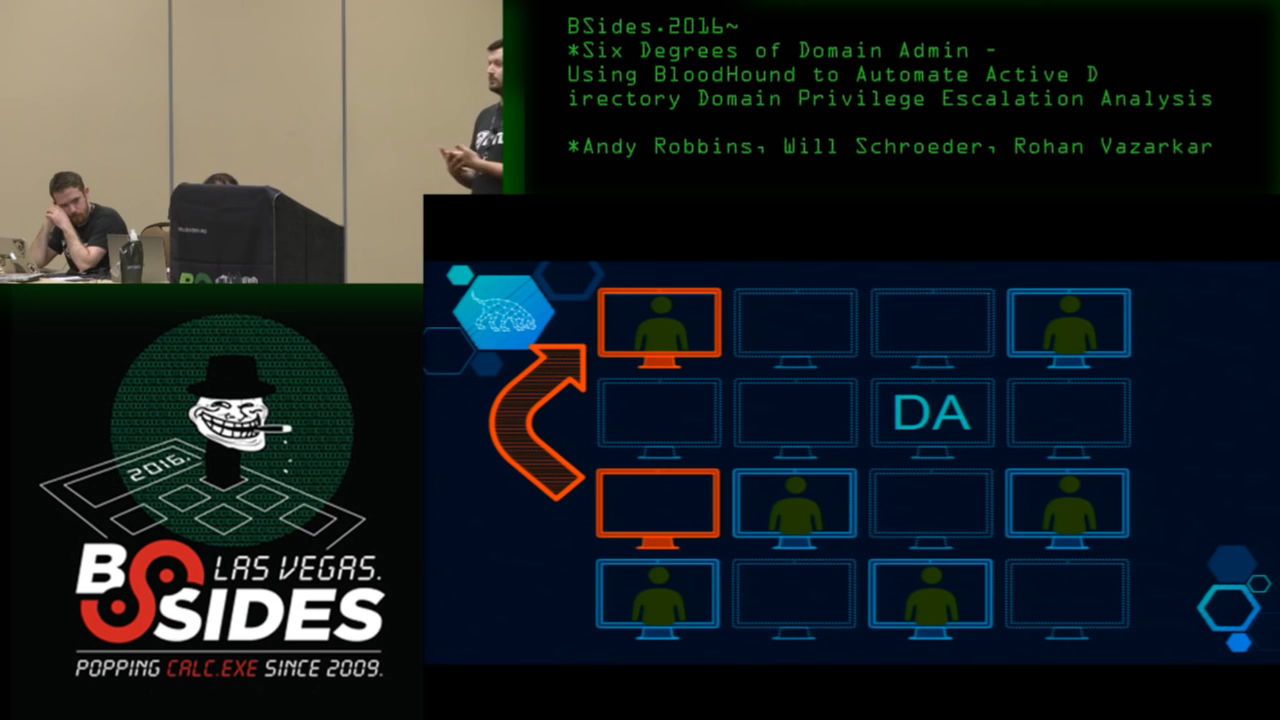 BSides.2016~
*Six Degrees of Domain Admin -
Using BloodHound to Automate Active D
irectory Domain Privilege Escalation Analysis
*Andy Robbins, Will Schroeder, Rohan Vazarkar
DA
2016.
BSIDES
LAS VEGAS.
POPPING CALC.EXE SINCE 2009.